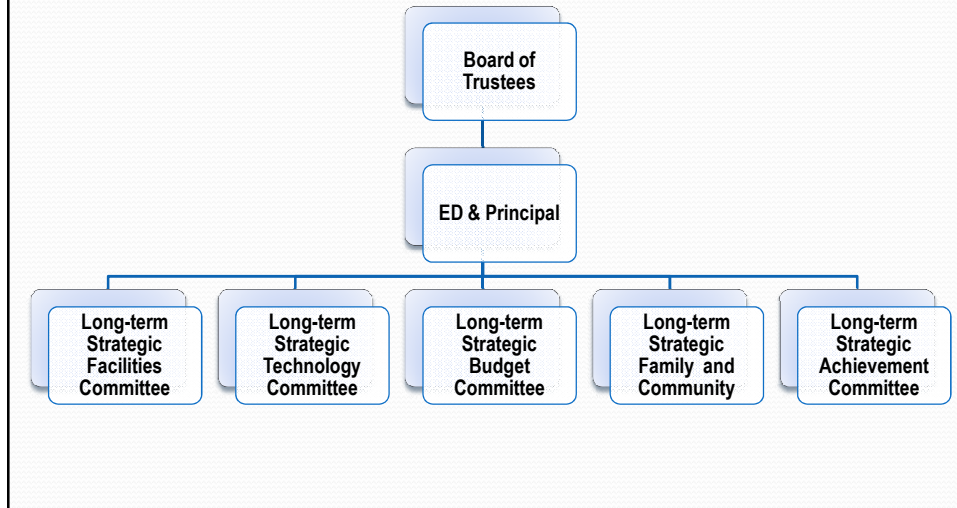 Board of
Trustees
ED & Principal
Long-term
Strategic
Facilities
Committee
Long-term
Strategic
Technology
Committee
Long-term
Strategic
Budget
Committee
Long-term
Strategic
Family and
Community
Long-term
Strategic
Achievement
Committee